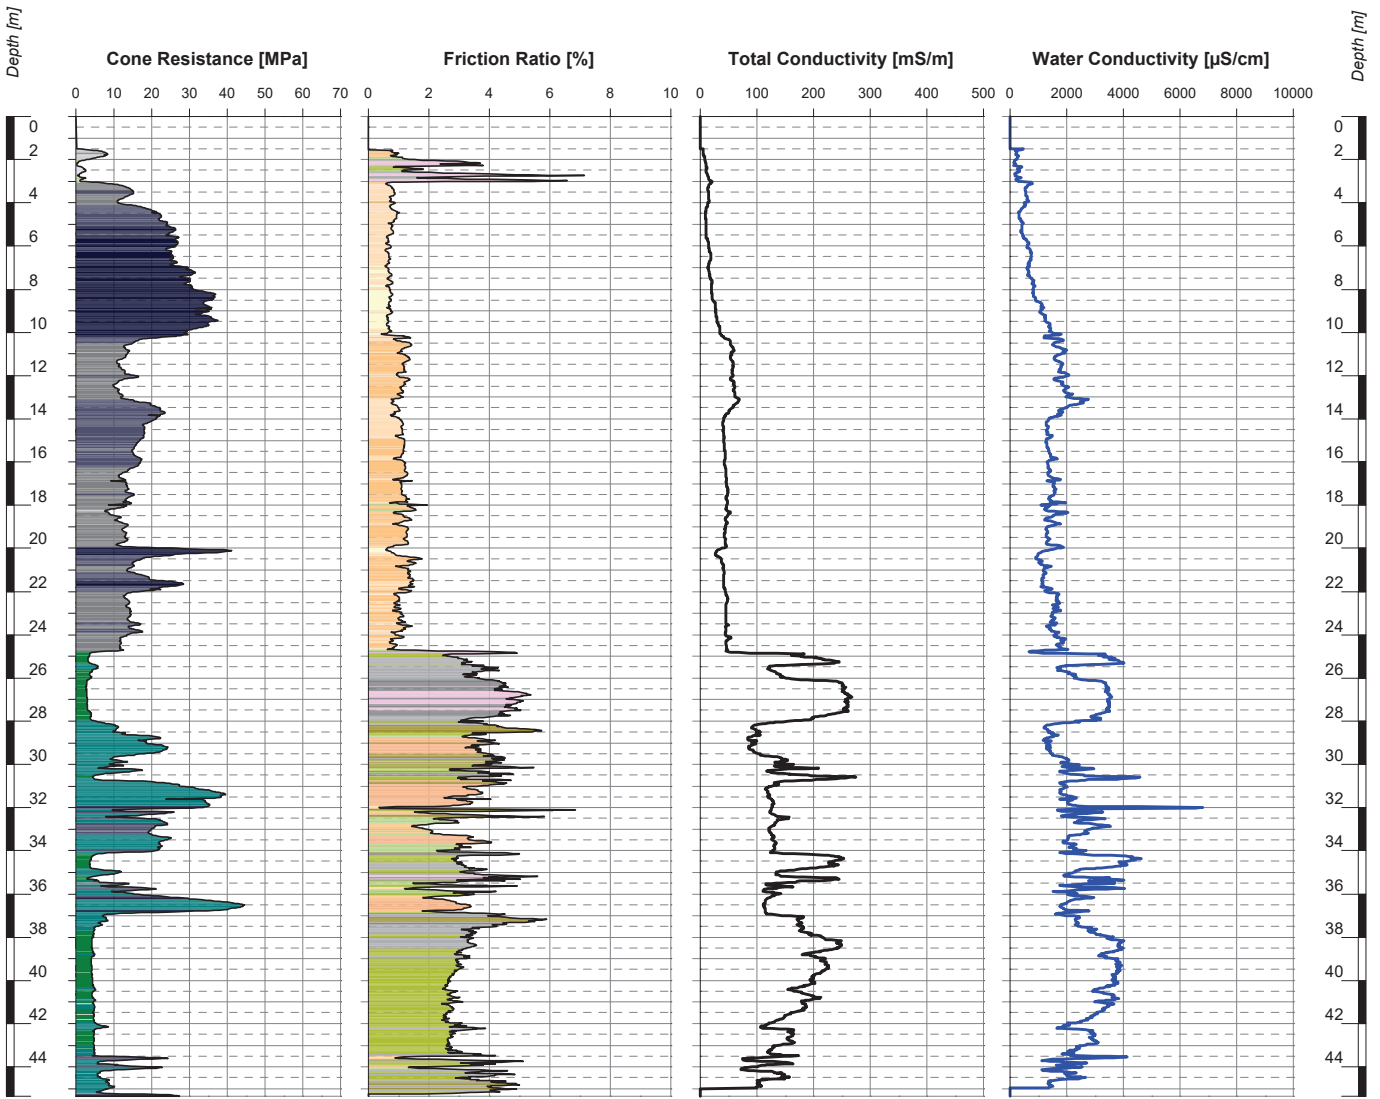 Depth [m]
Cone Resistance [MPa]
Friction Ratio [%]
Total Conductivity [mS/m]
Water Conductivity [µS/cm]
Depth [m]
0 10 20 30 40 50 60 70
0 2 4 6 8 10
0 100 200 300 400 500
0 2000 4000 6000 8000 10000
0 0
2 2
4 4
6 6
8 8
10 10
12 12
14 14
16 16
18 18
20 20
22 22
24 24
26 26
28 28
30 30
32 32
34 34
36 36
38 38
40 40
42 42
44 44